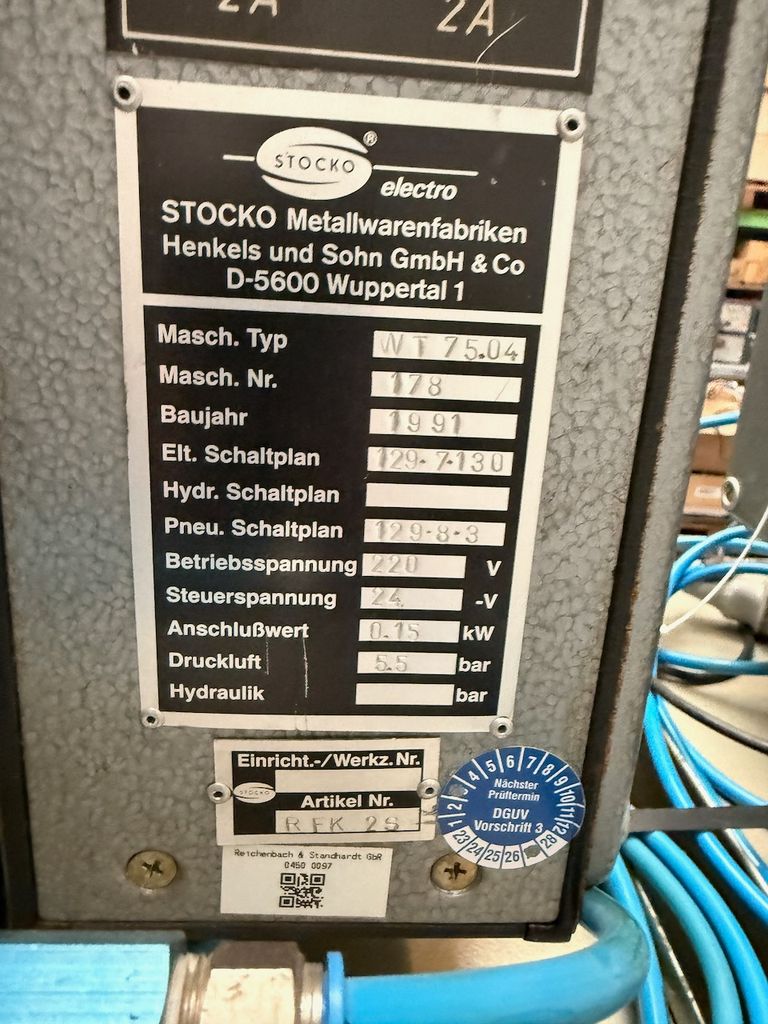 2A 2A
STOCKO ®
electro
STOCKO Metallwarenfabriken
Henkels und Sohn GmbH & Co
D-5600 Wuppertal 1
Masch. Typ WT 75.04
Masch. Nr. 178
Baujahr 1991
Elt. Schaltplan 129-7-130
Hydr. Schaltplan
Pneu. Schaltplan 129-8-3
Betriebsspannung 220 V
Steuerspannung 24 -V
Anschlußwert 0.15 kW
Druckluft 5.5 bar
Hydraulik bar
Einricht.-/Werkz.Nr.
STOCKO
Artikel Nr.
RFK 2S
1 2 3 4 5 6 7 8 9 10 11 12
Nächster
Prüftermin
DGUV
Vorschrift 3
23 24 25 26 28
Reichenbach & Standhardt GbR
0450 0097